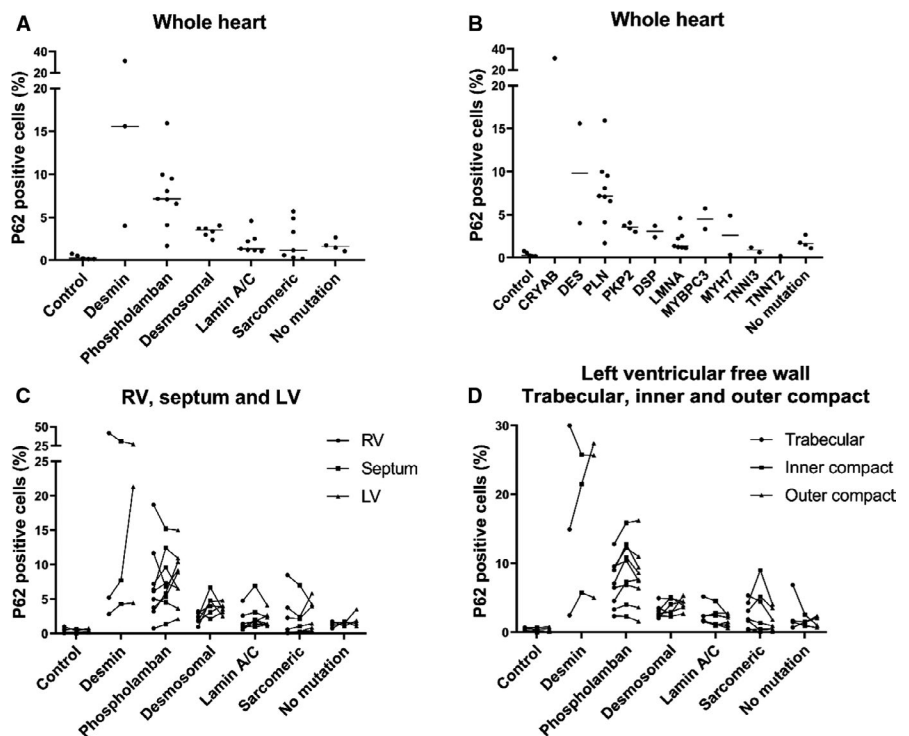 A
Whole heart
P62 positive cells (%)
40
20
20
15
10
5
0
Control
Desmin
Phospholamban
Desmosomal
Lamin A/C
Sarcomeric
No mutation
B
Whole heart
P62 positive cells (%)
40
20
20
15
10
5
0
Control
CRYAB
DES
PLN
PKP2
DSP
LMNA
MYBPC3
MYH7
TNNI3
TNNT2
No mutation
C
RV, septum and LV
P62 positive cells (%)
50
25
25
20
15
10
5
0
RV
Septum
LV
Control
Desmin
Phospholamban
Desmosomal
Lamin A/C
Sarcomeric
No mutation
D
Left ventricular free wall
Trabecular, inner and outer compact
P62 positive cells (%)
30
20
10
0
Trabecular
Inner compact
Outer compact
Control
Desmin
Phospholamban
Desmosomal
Lamin A/C
Sarcomeric
No mutation